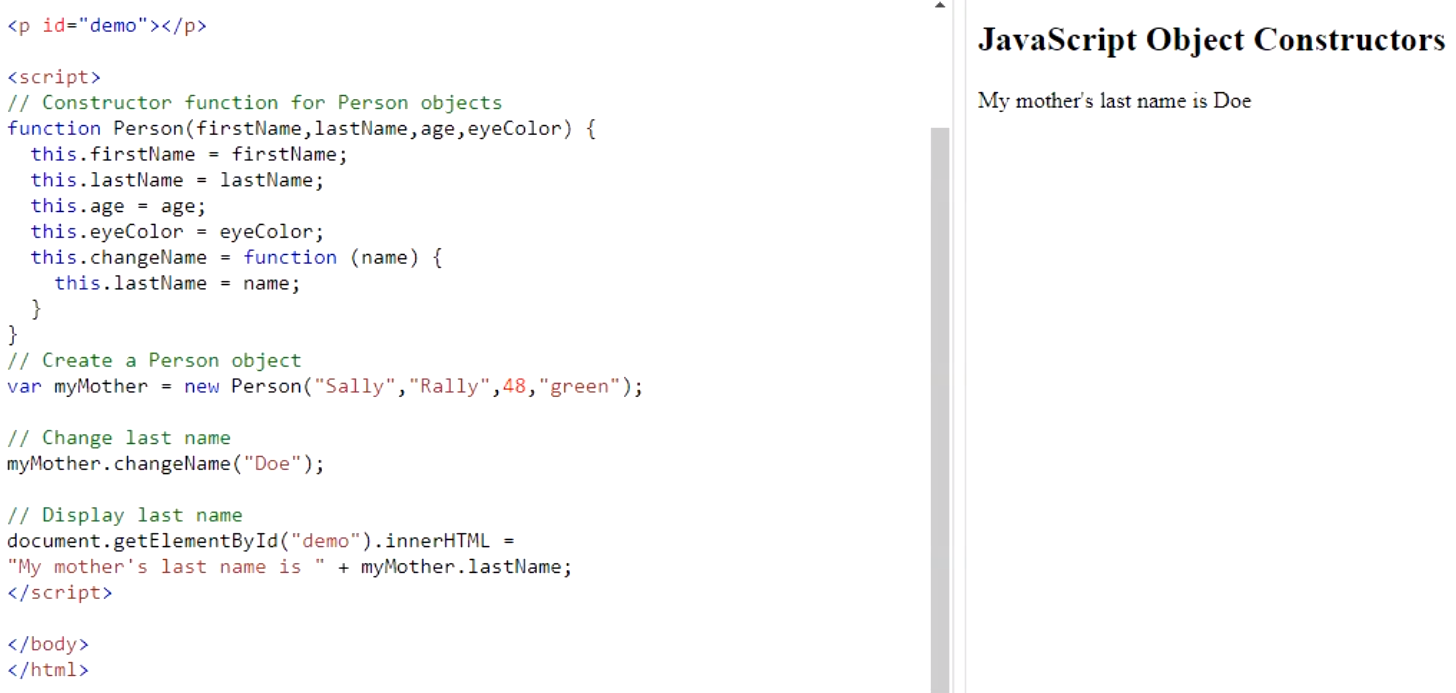 <p id="demo"></p>
<script>
// Constructor function for Person objects
function Person(firstName,lastName,age,eyeColor) {
  this.firstName = firstName;
  this.lastName = lastName;
  this.age = age;
  this.eyeColor = eyeColor;
  this.changeName = function (name) {
    this.lastName = name;
  }
}
// Create a Person object
var myMother = new Person("Sally","Rally",48,"green");
// Change last name
myMother.changeName("Doe");
// Display last name
document.getElementById("demo").innerHTML =
"My mother's last name is " + myMother.lastName;
</script>
</body>
</html>
JavaScript Object Constructors
My mother's last name is Doe